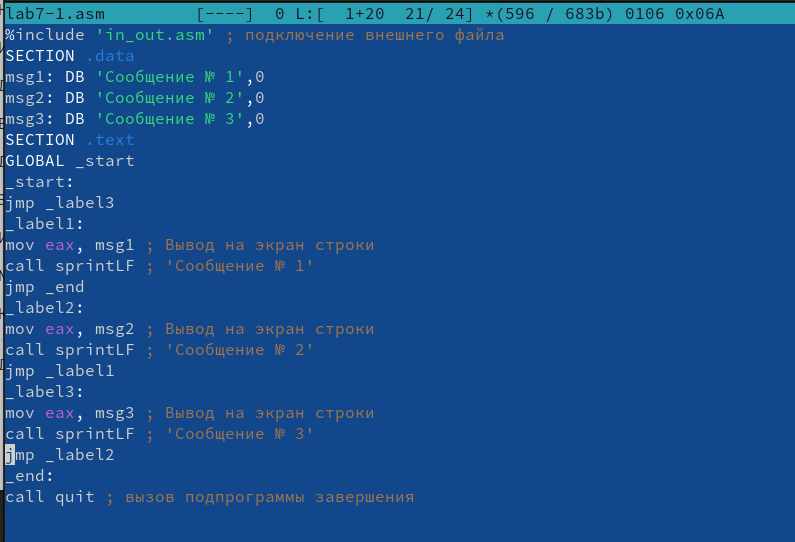 lab7-1.asm [----] 0 L:[ 1+20 21/ 24] *(596 / 683b) 0106 0x06A
%include 'in_out.asm' ; подключение внешнего файла
SECTION .data
msg1: DB 'Сообщение № 1',0
msg2: DB 'Сообщение № 2',0
msg3: DB 'Сообщение № 3',0
SECTION .text
GLOBAL _start
_start:
jmp _label3
_label1:
mov eax, msg1 ; Вывод на экран строки
call sprintLF ; 'Сообщение № 1'
jmp _end
_label2:
mov eax, msg2 ; Вывод на экран строки
call sprintLF ; 'Сообщение № 2'
jmp _label1
_label3:
mov eax, msg3 ; Вывод на экран строки
call sprintLF ; 'Сообщение № 3'
jmp _label2
_end:
call quit ; вызов подпрограммы завершения